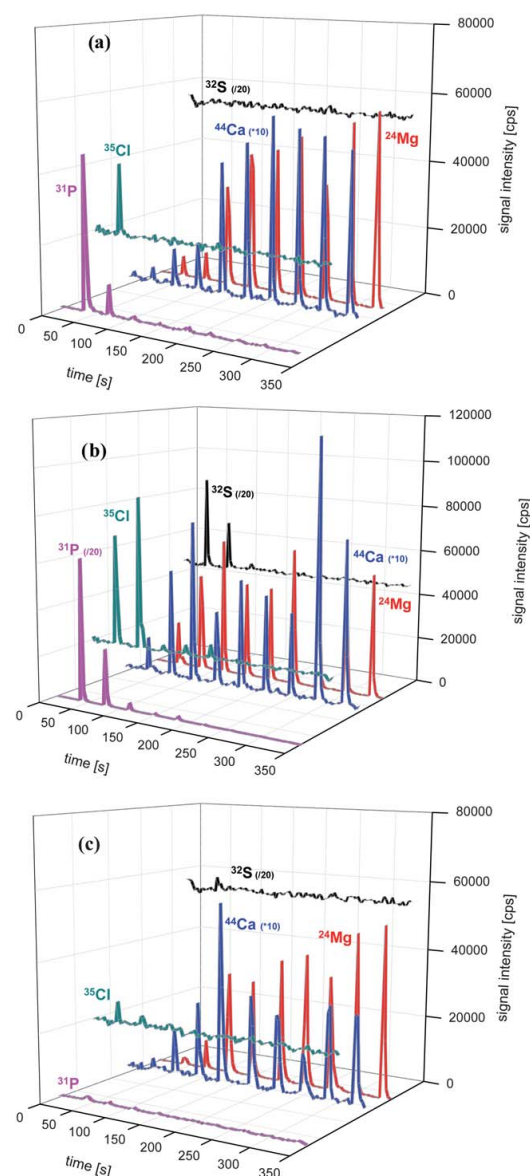 (a)
80000
60000
40000
20000
0
signal intensity [cps]
³²S (/20)
⁴⁴Ca (*10)
²⁴Mg
³⁵Cl
³¹P
0
50
100
150
200
250
300
350
time [s]
(b)
120000
100000
80000
60000
40000
20000
0
signal intensity [cps]
³²S (/20)
³⁵Cl
³¹P (/20)
⁴⁴Ca (*10)
²⁴Mg
0
50
100
150
200
250
300
350
time [s]
(c)
80000
60000
40000
20000
0
signal intensity [cps]
³²S (/20)
⁴⁴Ca (*10)
²⁴Mg
³⁵Cl
³¹P
0
50
100
150
200
250
300
350
time [s]